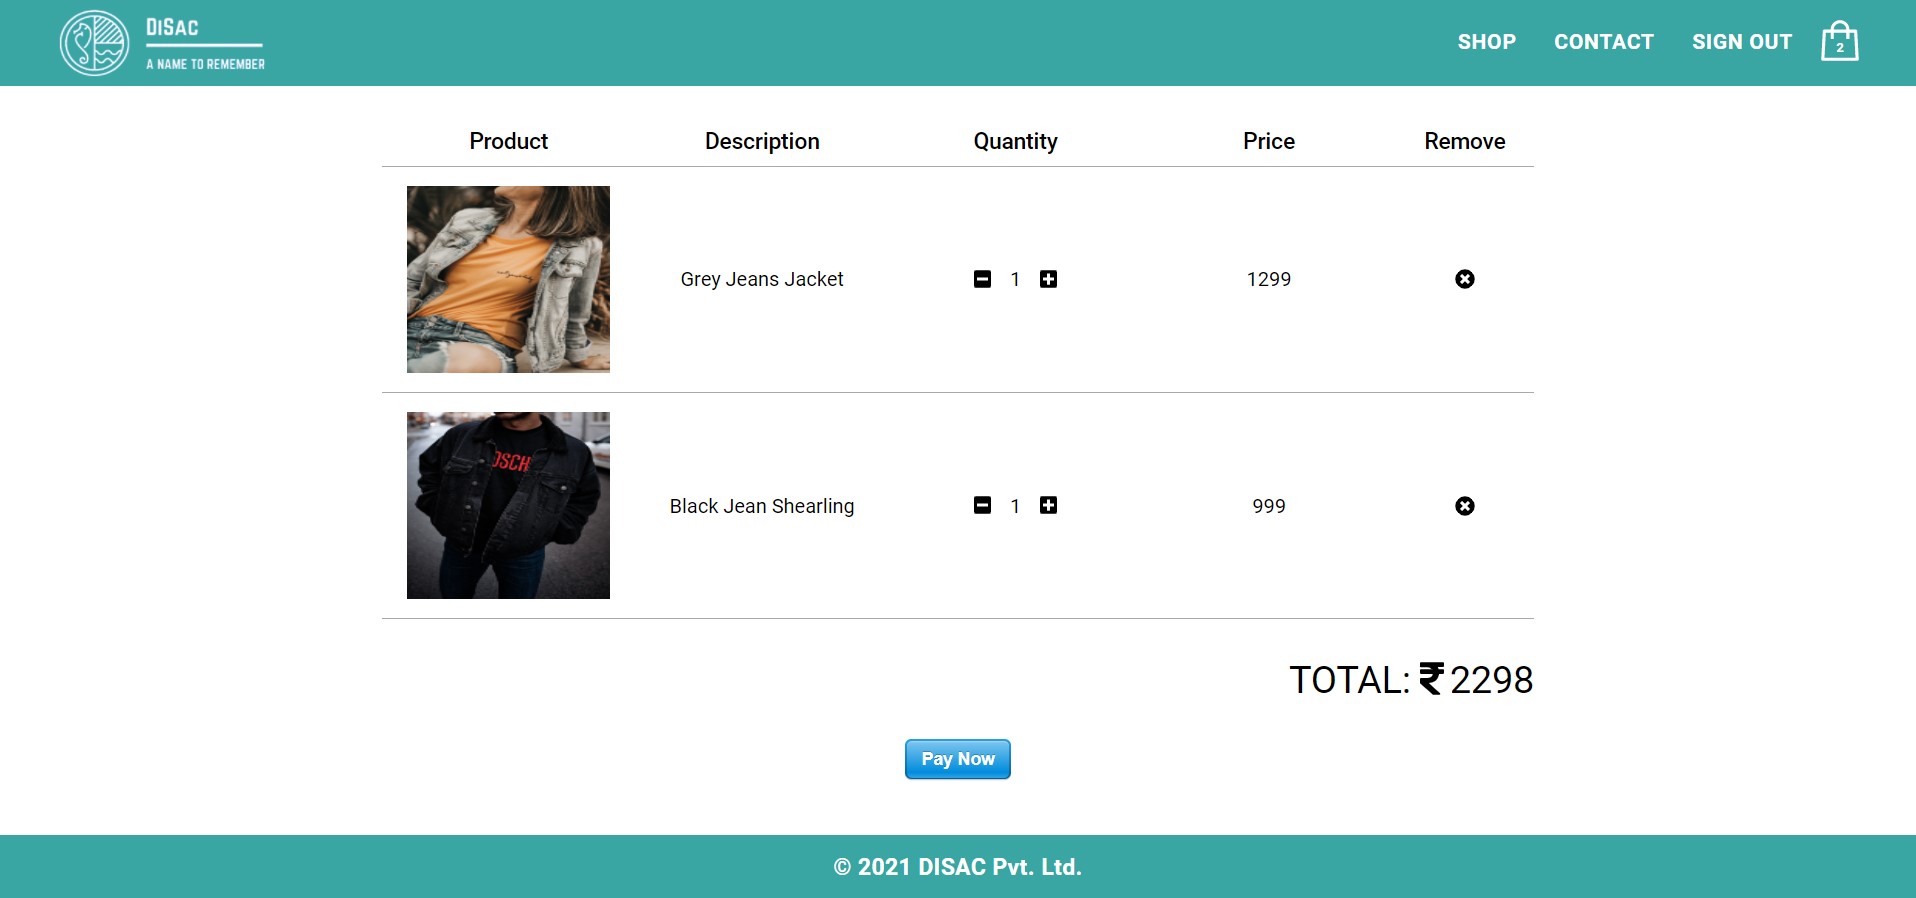 DISAC
A NAME TO REMEMBER
SHOP CONTACT SIGN OUT 2
Product Description Quantity Price Remove
Grey Jeans Jacket 1 1299
OSCH
Black Jean Shearling 1 999
TOTAL: ₹2298
Pay Now
© 2021 DISAC Pvt. Ltd.